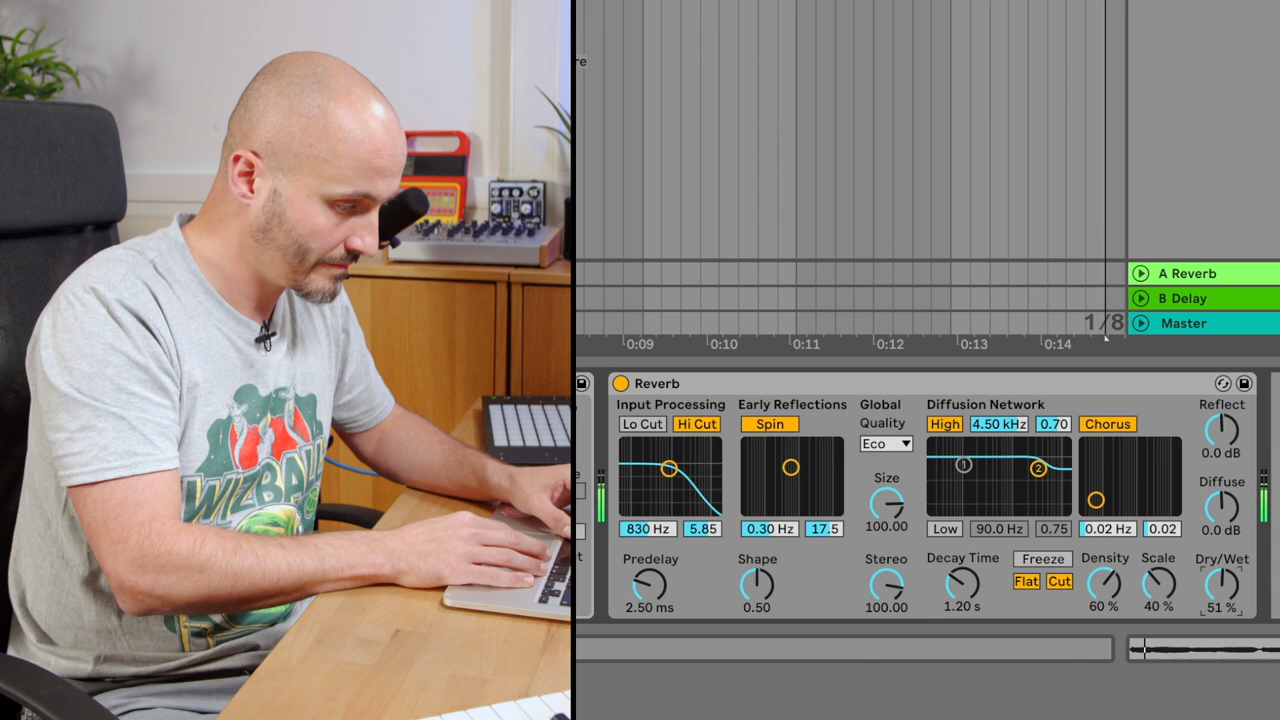 WIZBALL
re
A Reverb
B Delay
1/8
Master
0:09 0:10 0:11 0:12 0:13 0:14
Reverb
Input Processing Early Reflections Global Diffusion Network Reflect
Lo Cut Hi Cut Spin Quality High 4.50 kHz 0.70 Chorus
Eco
1 2
0.0 dB
Size Diffuse
830 Hz 5.85 0.30 Hz 17.5 100.00 Low 90.0 Hz 0.75 0.02 Hz 0.02 0.0 dB
Predelay Shape Stereo Decay Time Freeze Density Scale Dry/Wet
Flat Cut
2.50 ms 0.50 100.00 1.20 s 60 % 40 % 51 %
e
t